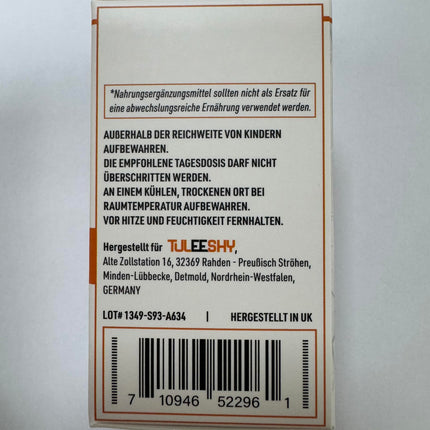 *Nahrungsergänzungsmittel sollten nicht als Ersatz für
eine abwechslungsreiche Ernährung verwendet werden.
AUßERHALB DER REICHWEITE VON KINDERN
AUFBEWAHREN.
DIE EMPFOHLENE TAGESDOSIS DARF NICHT
ÜBERSCHRITTEN WERDEN.
AN EINEM KÜHLEN, TROCKENEN ORT BEI
RAUMTEMPERATUR AUFBEWAHREN.
VOR HITZE UND FEUCHTIGKEIT FERNHALTEN.
Hergestellt für TULEESHY,
Alte Zollstation 16, 32369 Rahden - Preußisch Ströhen,
Minden-Lübbecke, Detmold, Nordrhein-Westfalen,
GERMANY
LOT# 1349-S93-A634 | HERGESTELLT IN UK
7 10946 52296 1